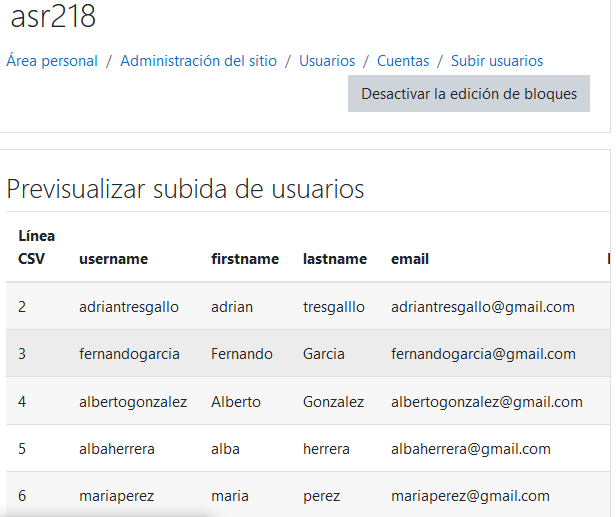 asr218
Área personal / Administración del sitio / Usuarios / Cuentas / Subir usuarios
Desactivar la edición de bloques
Previsualizar subida de usuarios
Línea
CSV username firstname lastname email
2 adriantresgallo adrian tresgalllo adriantresgallo@gmail.com
3 fernandogarcia Fernando Garcia fernandogarcia@gmail.com
4 albertogonzalez Alberto Gonzalez albertogonzalez@gmail.com
5 albaherrera alba herrera albaherrera@gmail.com
6 mariaperez maria perez mariaperez@gmail.com